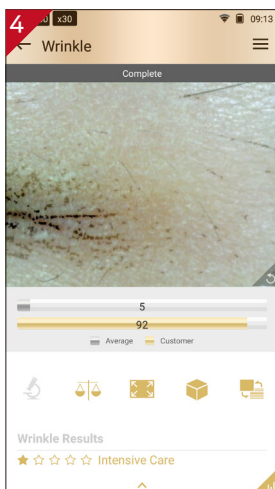 4
x30
09:13
← Wrinkle
Complete
5
92
Average Customer
Wrinkle Results
★ ☆ ☆ ☆ ☆ Intensive Care